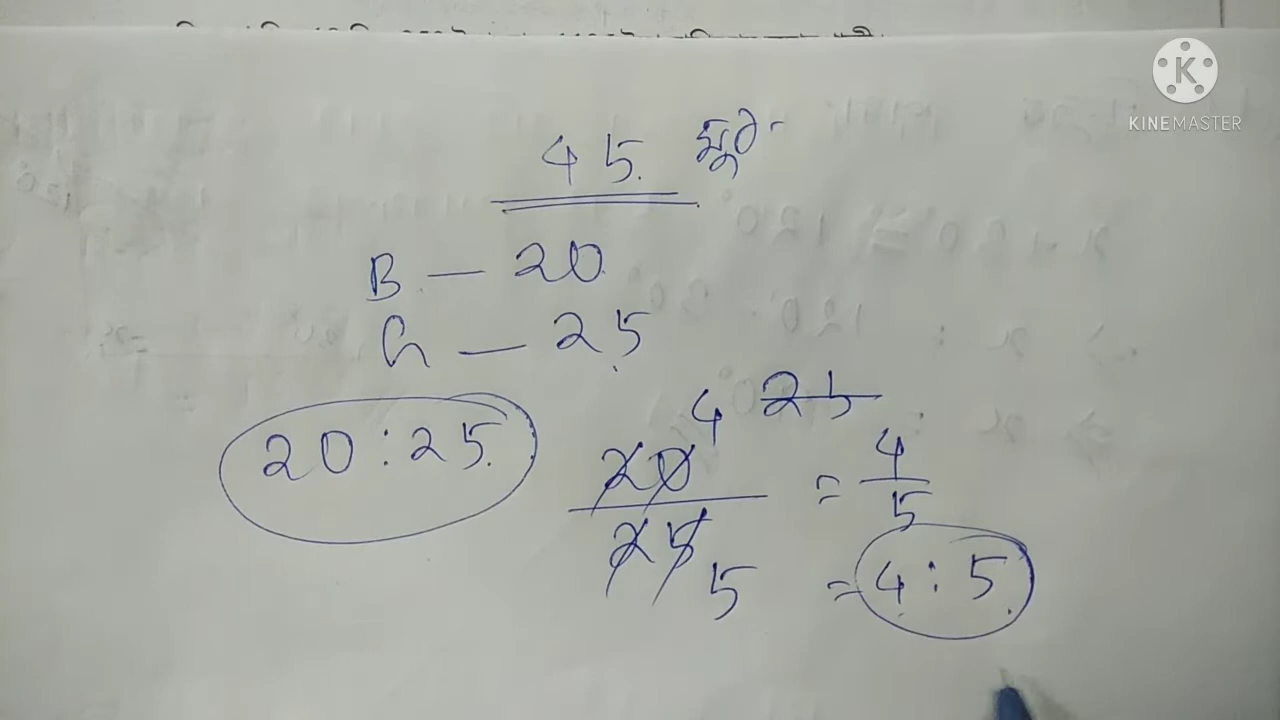 KINEMASTER
45
B — 20
G — 25
20:25
4 25
20/25 = 4/5
5
= 4:5